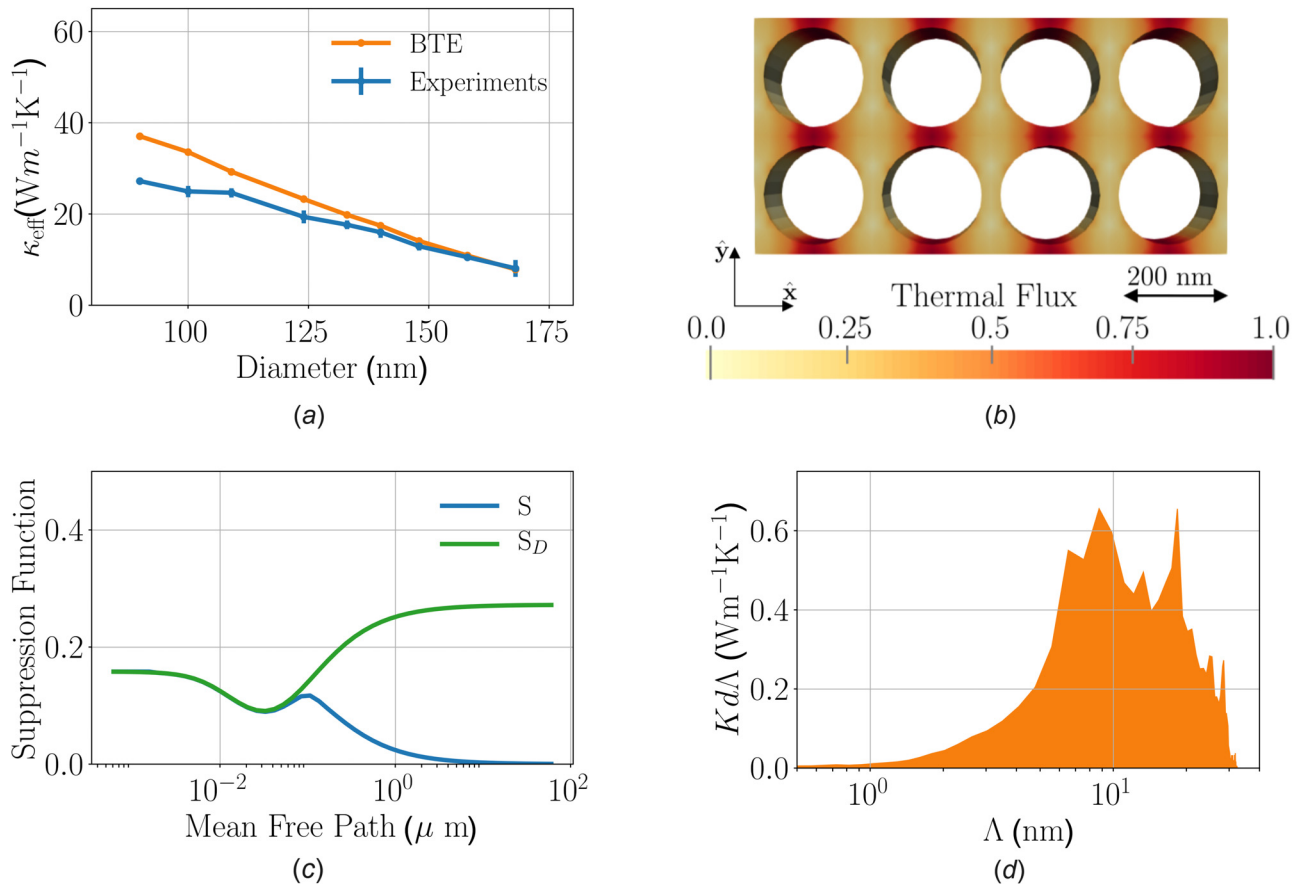 60
40
20
0
κeff(Wm−1K−1)
BTE
Experiments
100
125
150
175
Diameter (nm)
(a)
ŷ
x̂
200 nm
Thermal Flux
0.0
0.25
0.5
0.75
1.0
(b)
Suppression Function
0.4
0.2
0.0
S
S_D
10−2
100
102
Mean Free Path (μ m)
(c)
KdΛ (Wm−1K−1)
0.6
0.4
0.2
0.0
100
101
Λ (nm)
(d)